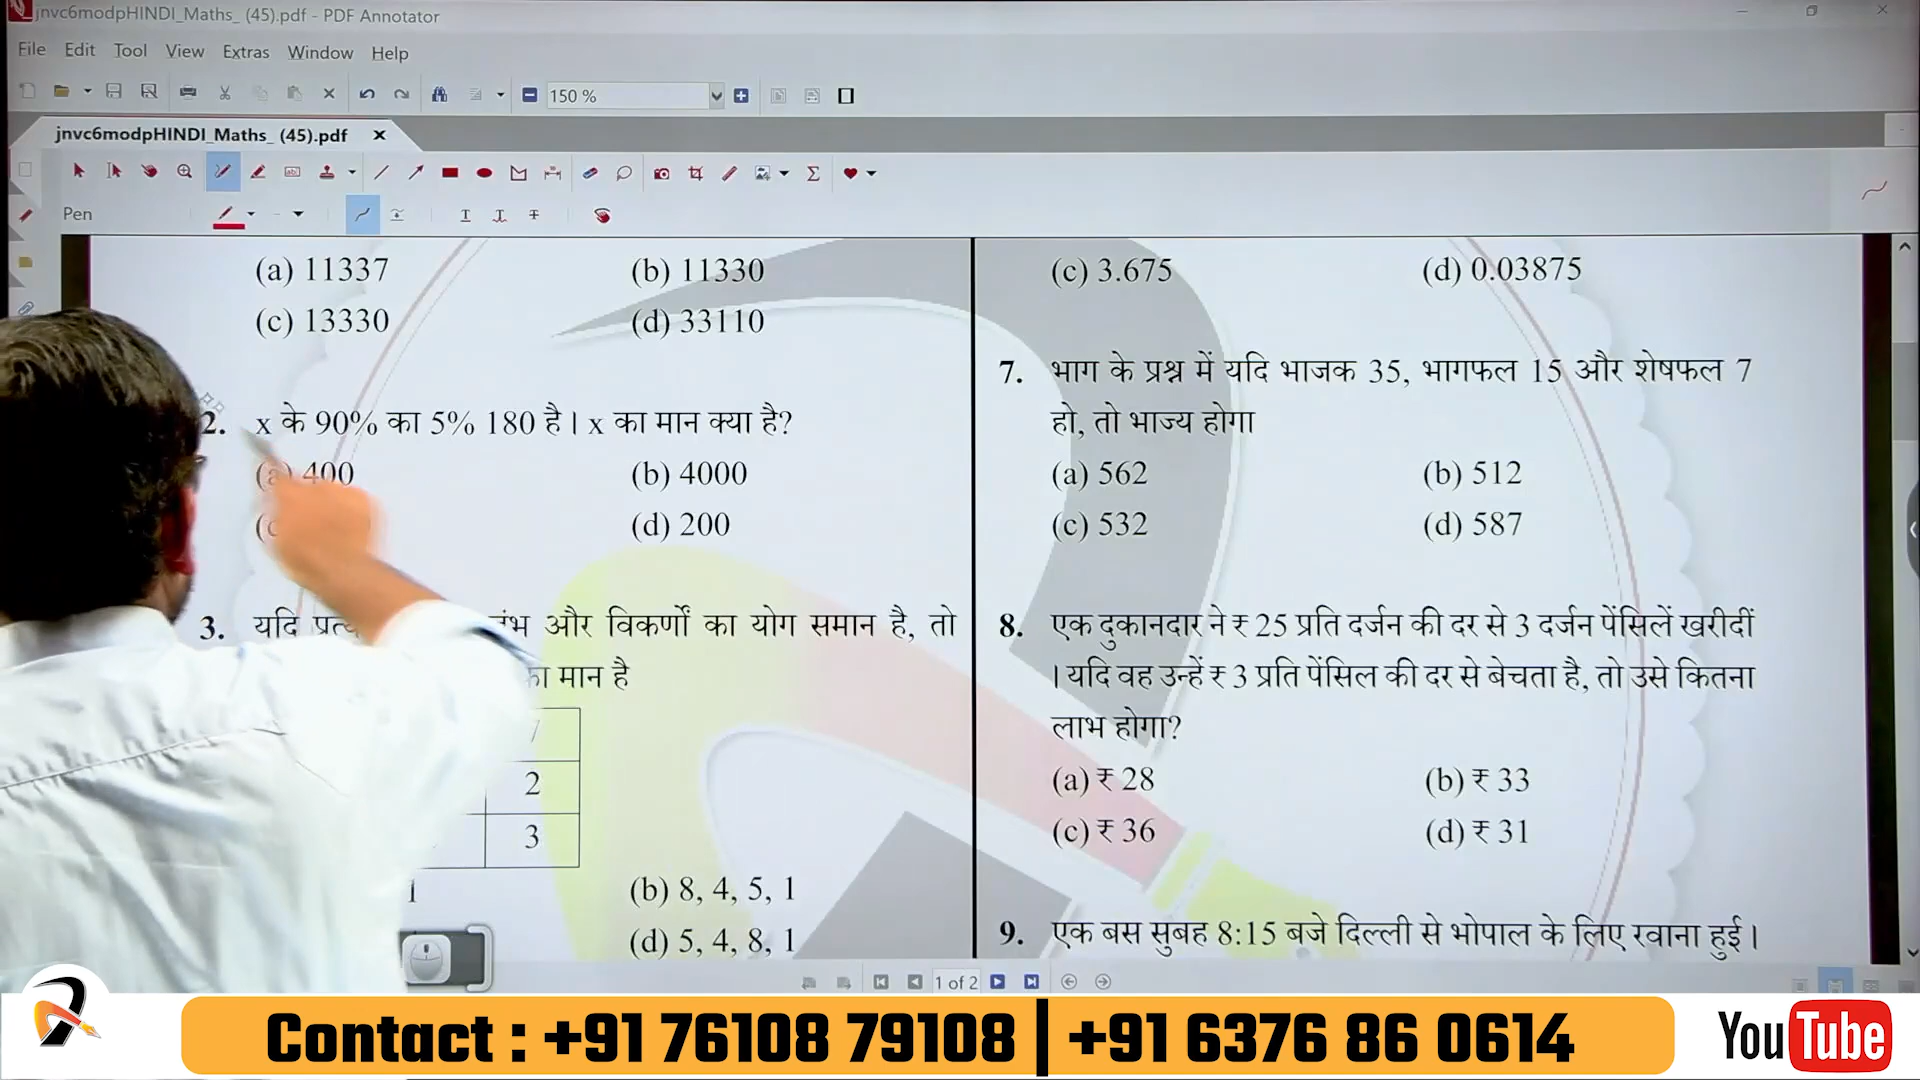 jnvc6modpHINDI_Maths_ (45).pdf - PDF Annotator
File Edit Tool View Extras Window Help
150 %
jnvc6modpHINDI_Maths_ (45).pdf
Pen
(a) 11337 (b) 11330
(c) 13330 (d) 33110
2. x के 90% का 5% 180 है। x का मान क्या है?
(a) 400 (b) 4000
(d) 200
3. यदि और विकर्णों का योग समान है, तो
मान है
2
3
1 (b) 8, 4, 5, 1
(d) 5, 4, 8, 1
(c) 3.675 (d) 0.03875
7. भाग के प्रश्न में यदि भाजक 35, भागफल 15 और शेषफल 7
हो, तो भाज्य होगा
(a) 562 (b) 512
(c) 532 (d) 587
8. एक दुकानदार ने ₹ 25 प्रति दर्जन की दर से 3 दर्जन पेंसिलें खरीदीं
। यदि वह उन्हें ₹ 3 प्रति पेंसिल की दर से बेचता है, तो उसे कितना
लाभ होगा?
(a) ₹ 28 (b) ₹ 33
(c) ₹ 36 (d) ₹ 31
9. एक बस सुबह 8:15 बजे दिल्ली से भोपाल के लिए रवाना हुई।
1 of 2
Contact : +91 76108 79108 | +91 6376 86 0614
YouTube